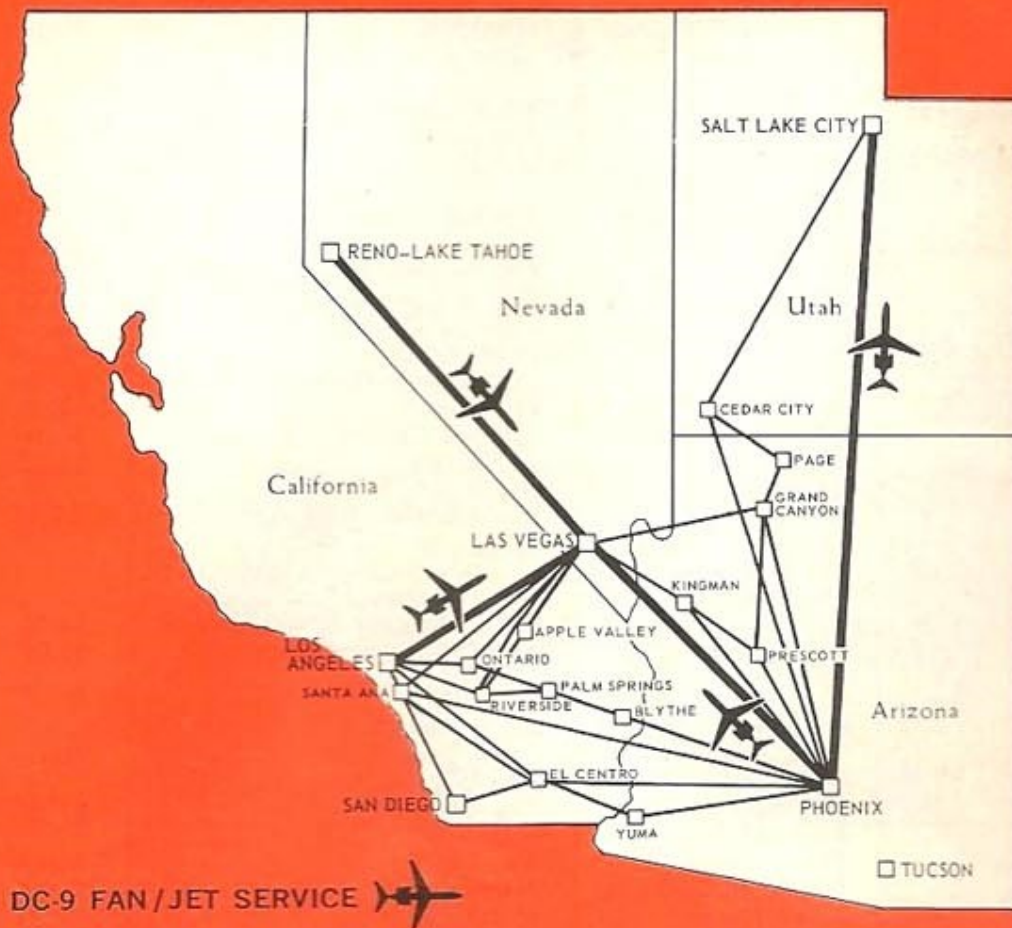 SALT LAKE CITY
RENO-LAKE TAHOE
Nevada
Utah
CEDAR CITY
PAGE
California
GRAND
CANYON
LAS VEGAS
KINGMAN
APPLE VALLEY
LOS
ANGELES
ONTARIO
PRESCOTT
SANTA ANA
PALM SPRINGS
RIVERSIDE
BLYTHE
Arizona
EL CENTRO
SAN DIEGO
PHOENIX
YUMA
TUCSON
DC-9 FAN/JET SERVICE